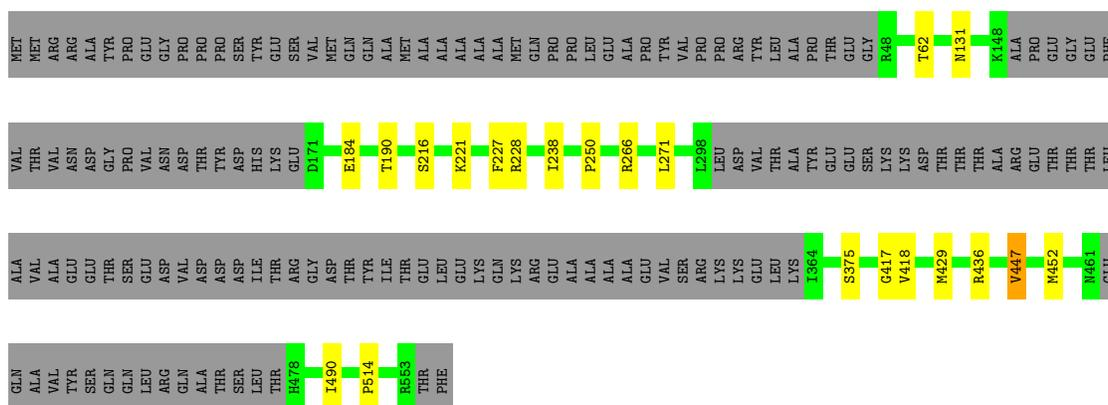 MET MET ARG ARG ALA TYR PRO GLU GLY PRO PRO PRO SER TYR GLU SER VAL MET GLN GLN ALA MET ALA ALA ALA ALA ALA MET GLN PRO PRO LEU GLU ALA PRO TYR VAL PRO PRO ARG TYR LEU ALA PRO THR GLU GLY R48 T62 N131 K148 ALA PRO GLU GLY GLU PHE
VAL THR VAL ASN ASP GLY PRO VAL ASN ASP THR TYR ASP HIS LYS GLU D171 E184 T190 S216 K221 F227 R228 I238 P250 R266 L271 L298 LEU ASP VAL THR ALA TYR GLU GLU SER LYS LYS ASP THR THR THR ALA ARG GLU THR THR THR LEU
ALA VAL ALA GLU GLU THR SER GLU ASP VAL ASP ASP ASP ILE THR ARG GLY ASP THR TYR ILE THR GLU LEU GLU LYS GLN LYS ARG GLU ALA ALA ALA ALA GLU VAL SER ARG LYS LYS GLU LEU LYS I364 S375 G417 V418 M429 R436 V447 M452 N461
GLN ALA VAL TYR SER GLN GLN LEU ARG GLN ALA THR SER LEU THR H478 I490 P514 R553 THR PHE